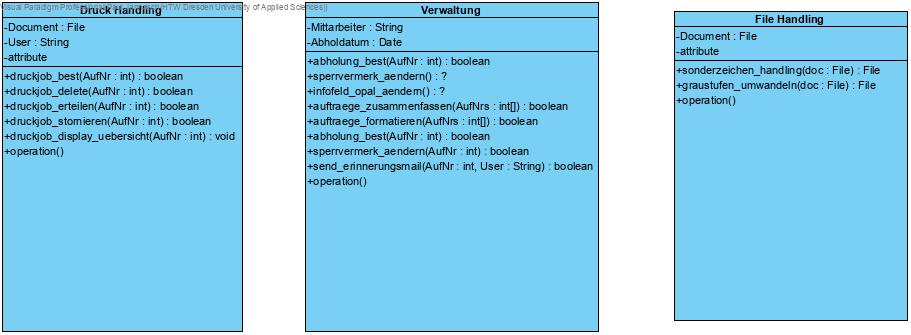 Visual Paradigm Professional
(HTW Dresden University of Applied Sciences))
Druck Handling
-Document : File
-User : String
-attribute
+druckjob_best(AufNr : int) : boolean
+druckjob_delete(AufNr : int) : boolean
+druckjob_erteilen(AufNr : int) : boolean
+druckjob_stornieren(AufNr : int) : boolean
+druckjob_display_uebersicht(AufNr : int) : void
+operation()
Verwaltung
-Mittarbeiter : String
-Abholdatum : Date
+abholung_best(AufNr : int) : boolean
+sperrvermerk_aendern() : ?
+infofeld_opal_aendern() : ?
+auftraege_zusammenfassen(AufNrs : int[]) : boolean
+auftraege_formatieren(AufNrs : int[]) : boolean
+abholung_best(AufNr : int) : boolean
+sperrvermerk_aendern(AufNr : int) : boolean
+send_erinnerungsmail(AufNr : int, User : String) : boolean
+operation()
File Handling
-Document : File
-attribute
+sonderzeichen_handling(doc : File) : File
+graustufen_umwandeln(doc : File) : File
+operation()